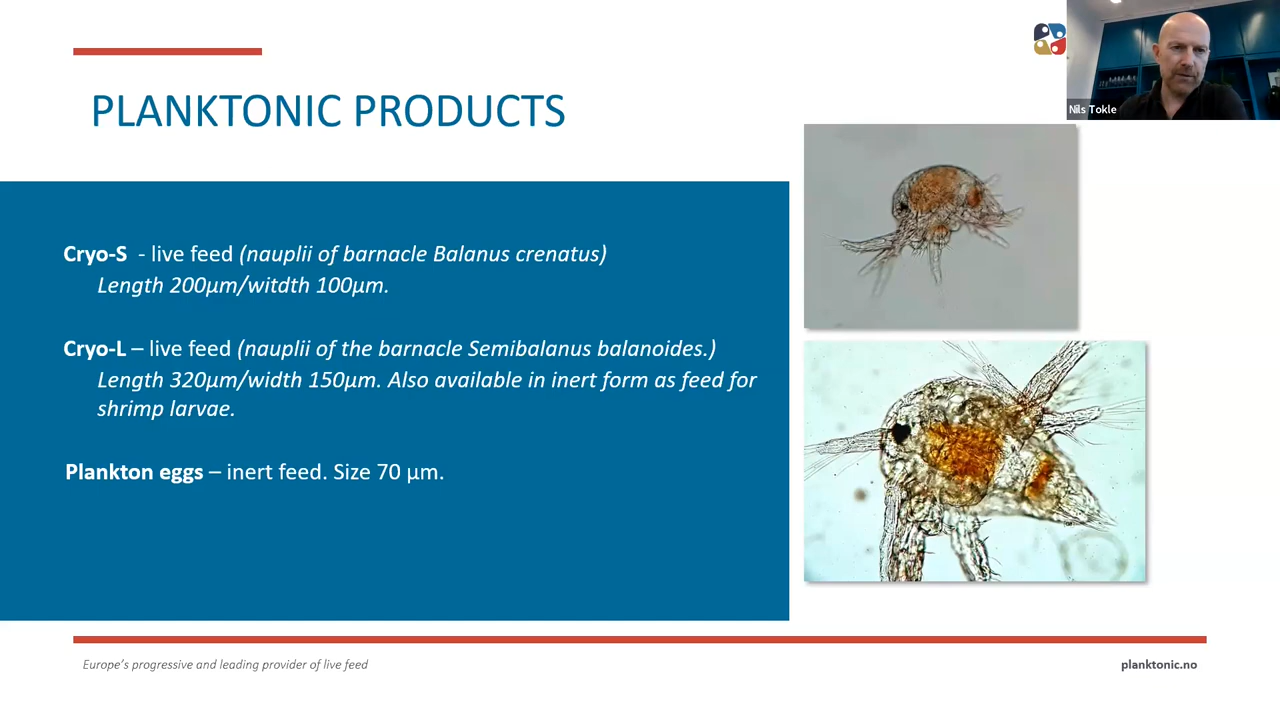 Nils Tokle
PLANKTONIC PRODUCTS
Cryo-S - live feed (nauplii of barnacle Balanus crenatus)
Length 200µm/witdth 100µm.
Cryo-L – live feed (nauplii of the barnacle Semibalanus balanoides.)
Length 320µm/width 150µm. Also available in inert form as feed for
shrimp larvae.
Plankton eggs – inert feed. Size 70 µm.
Europe's progressive and leading provider of live feed
planktonic.no